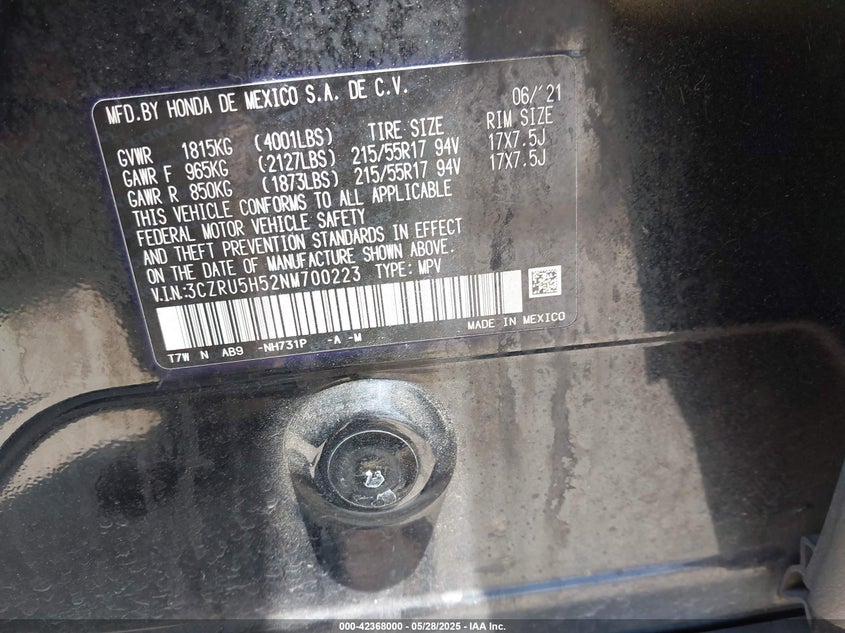 MFD.BY HONDA DE MEXICO S.A. DE C.V. 06/'21
GVWR 1815KG (4001LBS) TIRE SIZE RIM SIZE
GAWR F 965KG (2127LBS) 215/55R17 94V 17X7.5J
GAWR R 850KG (1873LBS) 215/55R17 94V 17X7.5J
THIS VEHICLE CONFORMS TO ALL APPLICABLE
FEDERAL MOTOR VEHICLE SAFETY
AND THEFT PREVENTION STANDARDS IN EFFECT
ON THE DATE OF MANUFACTURE SHOWN ABOVE.
V.I.N:3CZRU5H52NM700223 TYPE: MPV
T7W N AB9 -NH731P -A -M MADE IN MEXICO
000-42368000 — 05/28/2025 — IAA Inc.